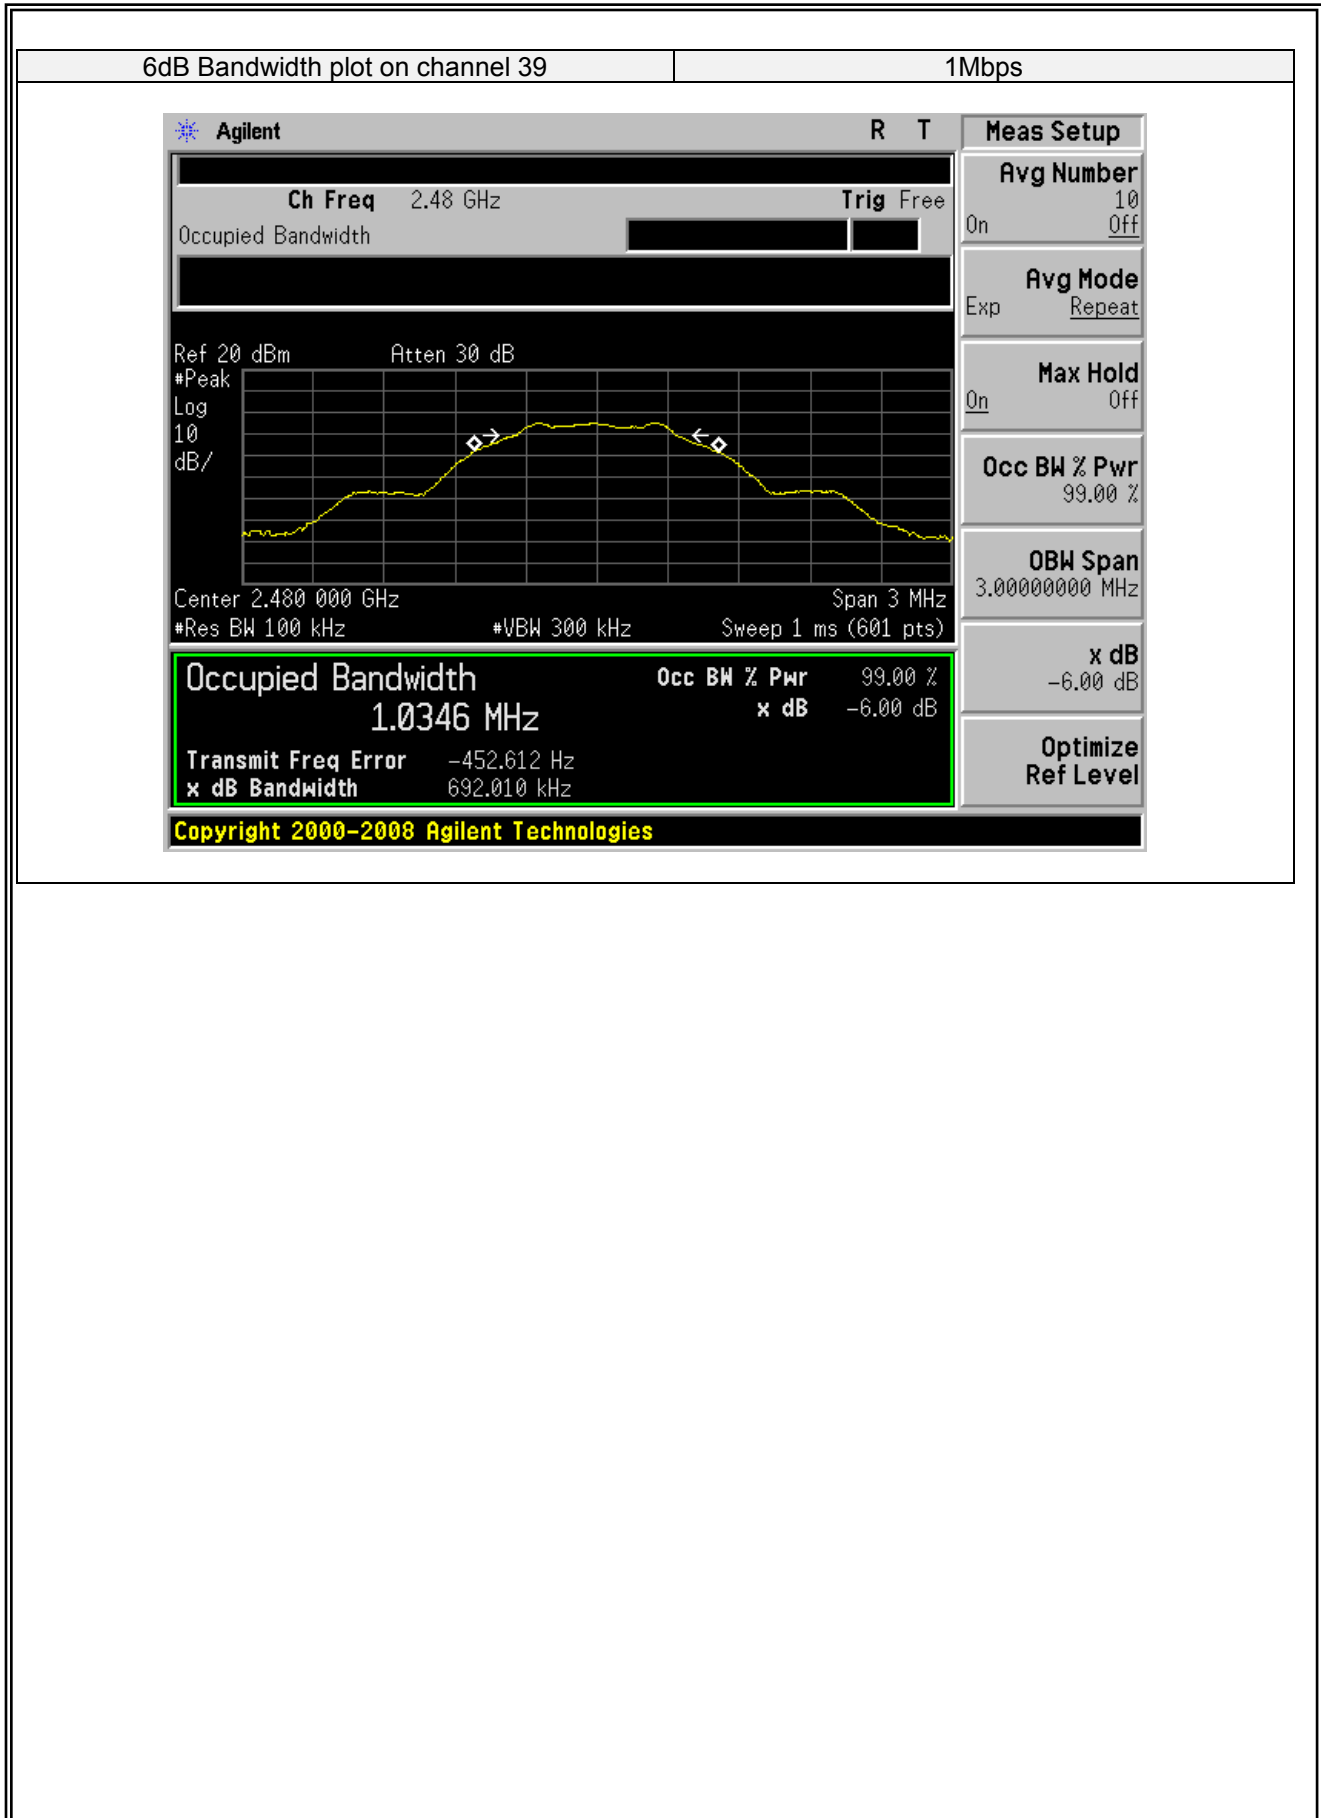 6dB Bandwidth plot on channel 39 1Mbps
Agilent R T Meas Setup
Ch Freq 2.48 GHz Trig Free
Occupied Bandwidth
Avg Number
10
On Off
Avg Mode
Exp Repeat
Max Hold
On Off
Occ BW % Pwr
99.00 %
OBW Span
3.00000000 MHz
x dB
-6.00 dB
Optimize
Ref Level
Ref 20 dBm Atten 30 dB
#Peak
Log
10
dB/
Center 2.480 000 GHz Span 3 MHz
#Res BW 100 kHz #VBW 300 kHz Sweep 1 ms (601 pts)
Occupied Bandwidth Occ BW % Pwr 99.00 %
1.0346 MHz x dB -6.00 dB
Transmit Freq Error -452.612 Hz
x dB Bandwidth 692.010 kHz
Copyright 2000-2008 Agilent Technologies